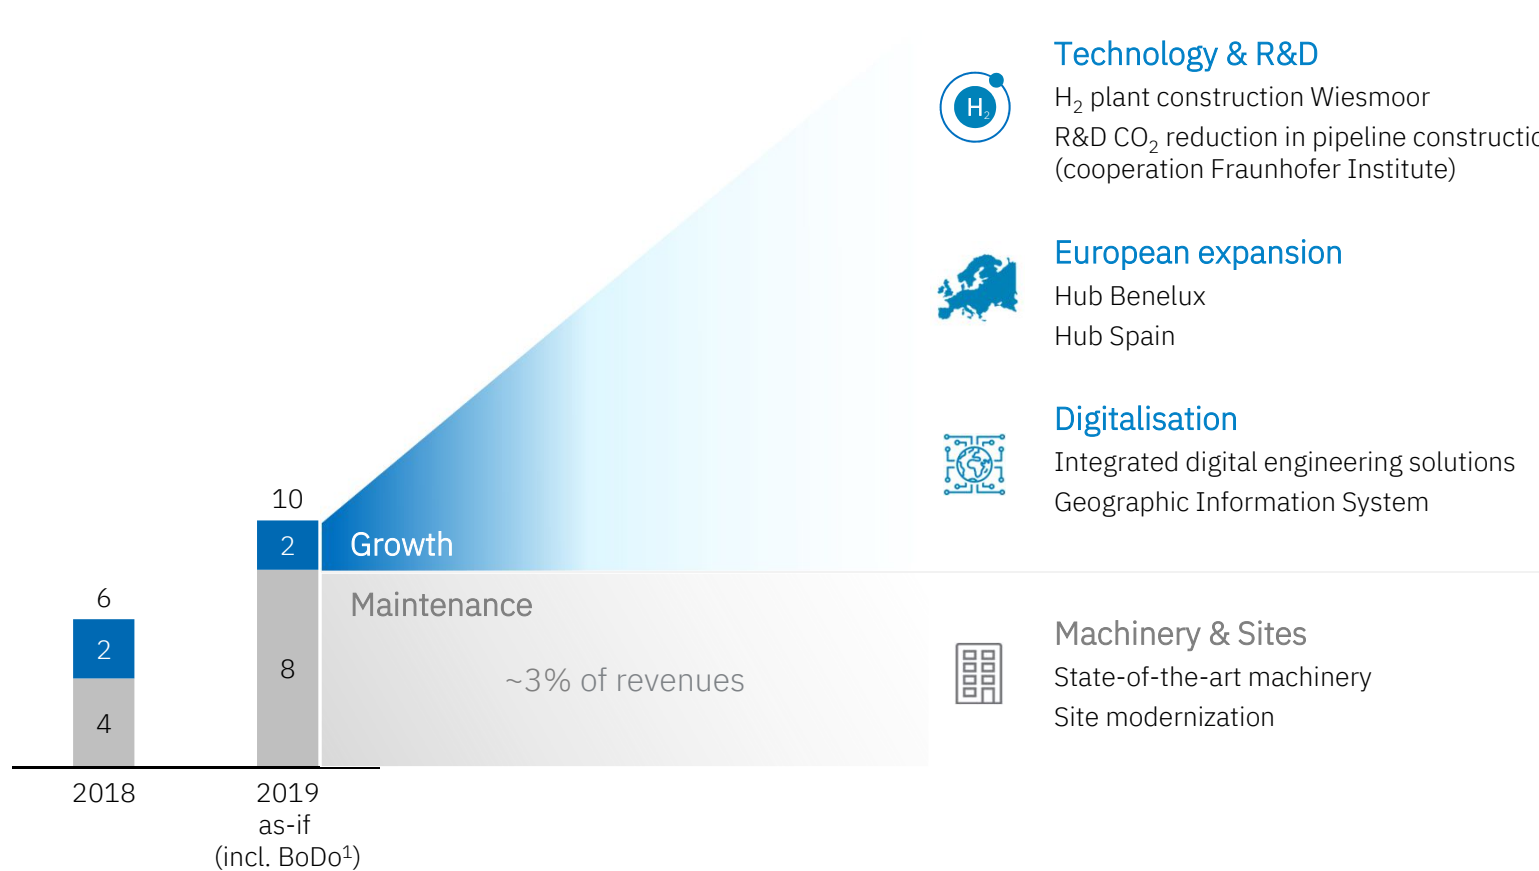 Technology & R&D
H₂
H₂ plant construction Wiesmoor
R&D CO₂ reduction in pipeline constructio
(cooperation Fraunhofer Institute)
European expansion
Hub Benelux
Hub Spain
Digitalisation
Integrated digital engineering solutions
Geographic Information System
10
2
Growth
6
Maintenance
2
8
~3% of revenues
4
Machinery & Sites
State-of-the-art machinery
Site modernization
2018
2019
as-if
(incl. BoDo¹)